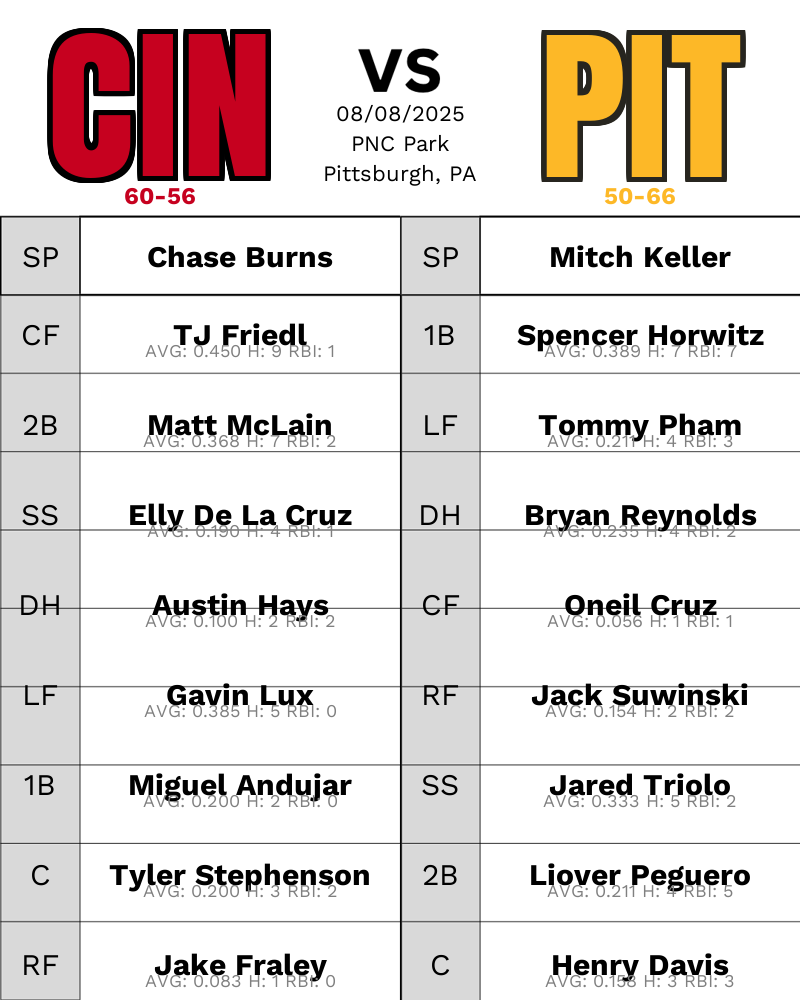 CIN
VS
PIT
08/08/2025
PNC Park
Pittsburgh, PA
60-56
50-66
SP Chase Burns SP Mitch Keller
CF TJ Friedl 1B Spencer Horwitz
AVG: 0.450 H: 9 RBI: 1 AVG: 0.389 H: 7 RBI: 7
2B Matt McLain LF Tommy Pham
AVG: 0.368 H: 7 RBI: 2 AVG: 0.211 H: 4 RBI: 3
SS Elly De La Cruz DH Bryan Reynolds
AVG: 0.190 H: 4 RBI: 1 AVG: 0.235 H: 4 RBI: 2
DH Austin Hays CF Oneil Cruz
AVG: 0.100 H: 2 RBI: 2 AVG: 0.056 H: 1 RBI: 1
LF Gavin Lux RF Jack Suwinski
AVG: 0.385 H: 5 RBI: 0 AVG: 0.154 H: 2 RBI: 2
1B Miguel Andujar SS Jared Triolo
AVG: 0.200 H: 2 RBI: 0 AVG: 0.333 H: 5 RBI: 2
C Tyler Stephenson 2B Liover Peguero
AVG: 0.200 H: 3 RBI: 2 AVG: 0.211 H: 4 RBI: 5
RF Jake Fraley C Henry Davis
AVG: 0.083 H: 1 RBI: 0 AVG: 0.158 H: 3 RBI: 3